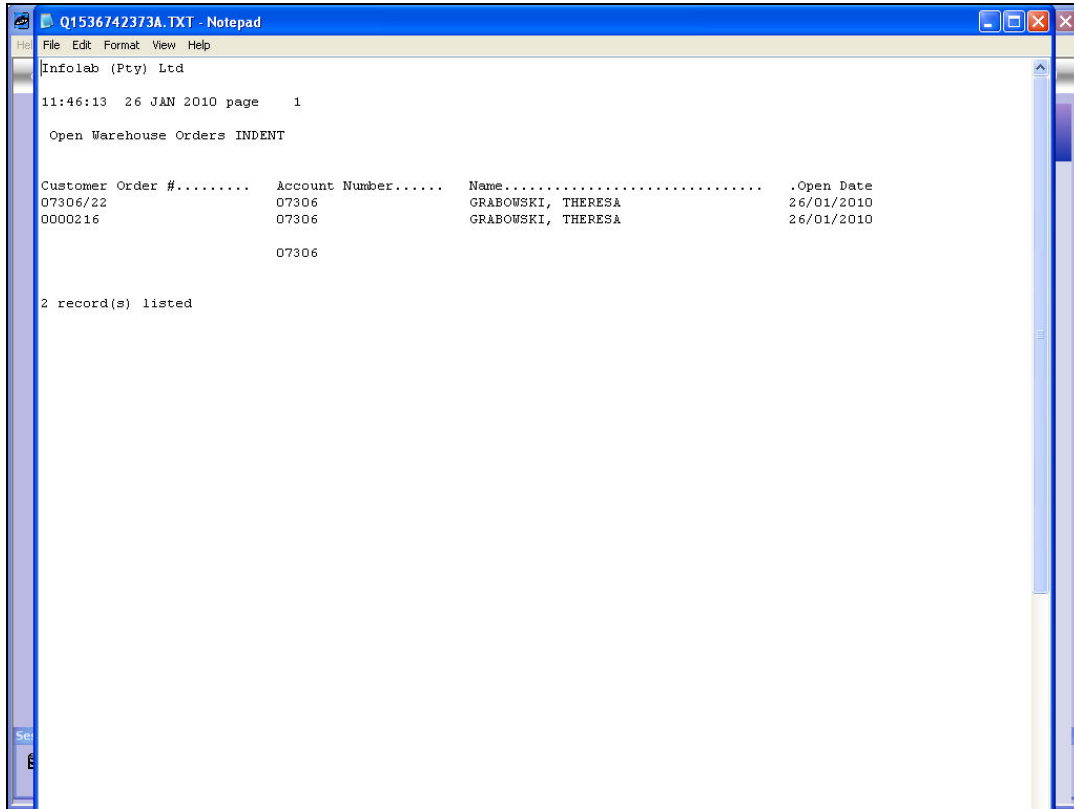 Q1536742373A.TXT - Notepad
Hel
File Edit Format View Help
Infolab (Pty) Ltd
11:46:13 26 JAN 2010 page 1
Open Warehouse Orders INDENT
Customer Order #......... Account Number...... Name............................... .Open Date
07306/22 07306 GRABOWSKI, THERESA 26/01/2010
0000216 07306 GRABOWSKI, THERESA 26/01/2010
07306
2 record(s) listed
Ses